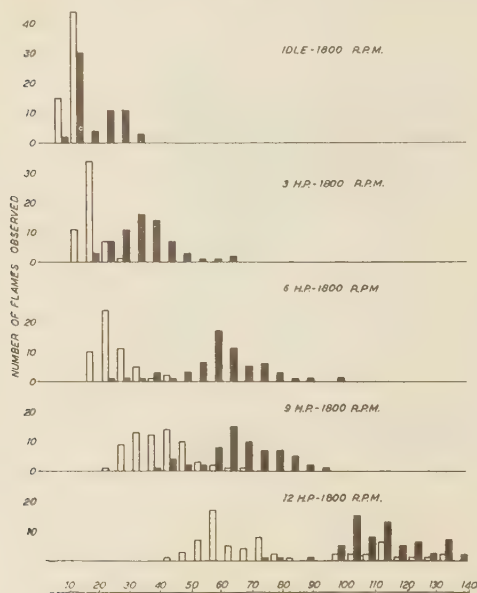 40
30
20
10
0
IDLE-1800 R.P.M.
30
20
10
0
3 H.P.-1800 R.P.M.
20
10
0
6 H.P.-1800 R.P.M
20
10
0
9 H.P.-1800 R.P.M.
20
10
12 H.P-1800 R.P.M.
NUMBER OF FLAMES OBSERVED
10 20 30 40 50 60 70 80 90 100 110 120 130 140